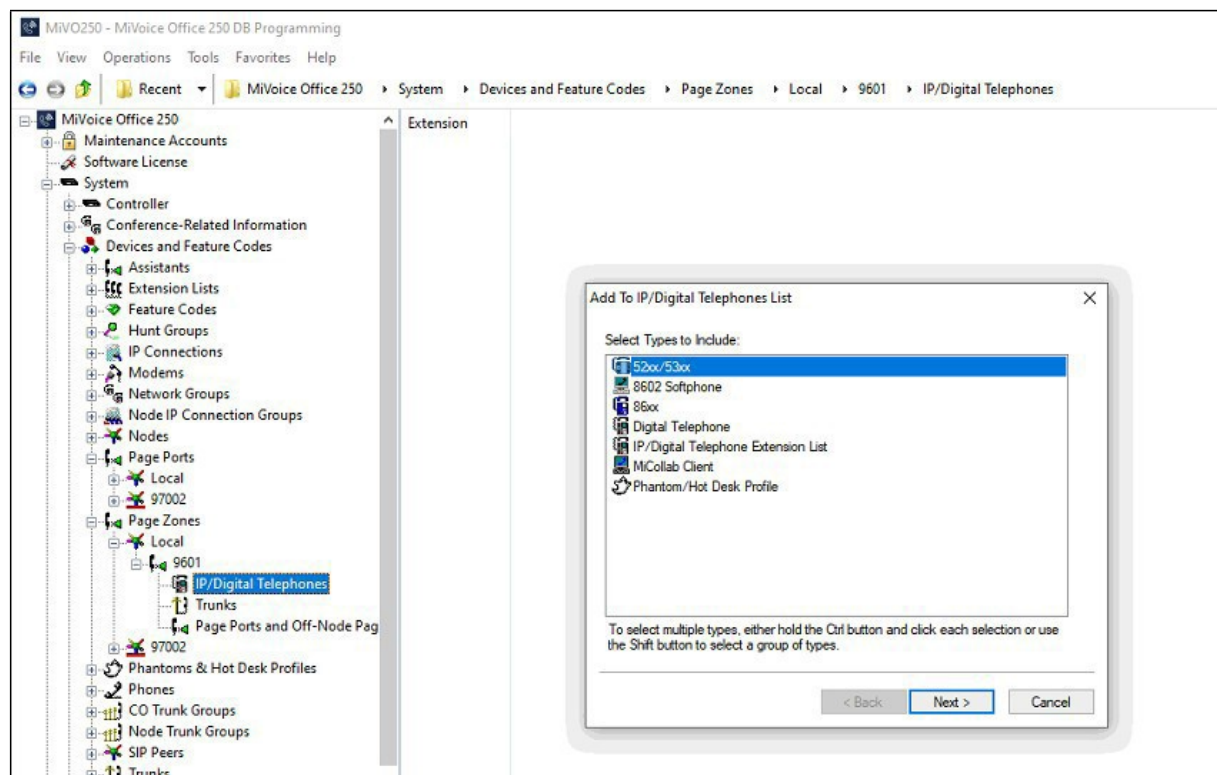 MiVO250 - MiVoice Office 250 DB Programming
File View Operations Tools Favorites Help
Recent MiVoice Office 250 System Devices and Feature Codes Page Zones Local 9601 IP/Digital Telephones
MiVoice Office 250
Maintenance Accounts
Software License
System
Controller
Conference-Related Information
Devices and Feature Codes
Assistants
Extension Lists
Feature Codes
Hunt Groups
IP Connections
Modems
Network Groups
Node IP Connection Groups
Nodes
Page Ports
Local
97002
Page Zones
Local
9601
IP/Digital Telephones
Trunks
Page Ports and Off-Node Pag
97002
Phantoms & Hot Desk Profiles
Phones
CO Trunk Groups
Node Trunk Groups
SIP Peers
Trunks
Extension
Add To IP/Digital Telephones List
Select Types to Include:
52xx/53xx
8602 Softphone
86xx
Digital Telephone
IP/Digital Telephone Extension List
MiCollab Client
Phantom/Hot Desk Profile
To select multiple types, either hold the Ctrl button and click each selection or use
the Shift button to select a group of types.
< Back Next > Cancel